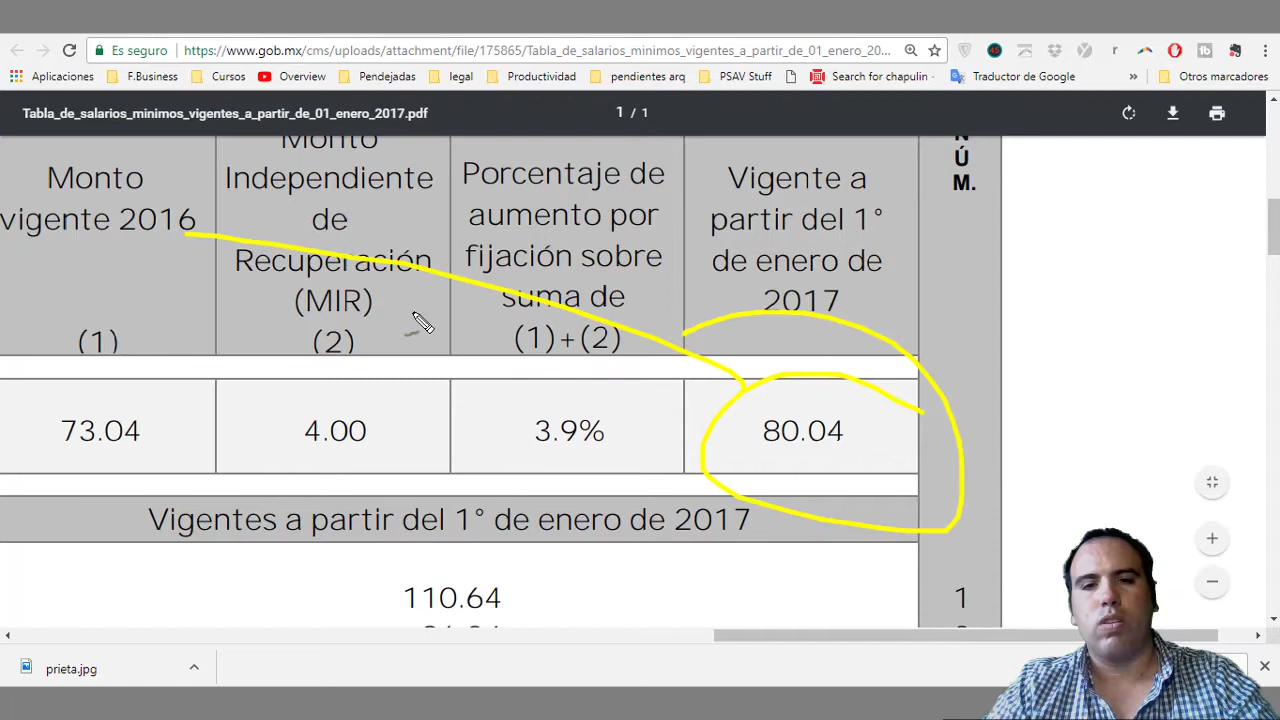 Es seguro
https://www.gob.mx/cms/uploads/attachment/file/175865/Tabla_de_salarios_minimos_vigentes_a_partir_de_01_enero_20...
Aplicaciones
F.Business
Cursos
Overview
Pendejadas
legal
Productividad
pendientes arq
PSAV Stuff
Search for chapulin
Traductor de Google
»
Otros marcadores
Tabla_de_salarios_minimos_vigentes_a_partir_de_01_enero_2017.pdf
1 / 1
Monto
vigente 2016
(1)
Monto
Independiente
de
Recuperación
(MIR)
(2)
Porcentaje de
aumento por
fijación sobre
suma de
(1)+(2)
Vigente a
partir del 1°
de enero de
2017
N
Ú
M.
73.04
4.00
3.9%
80.04
Vigentes a partir del 1° de enero de 2017
110.64
1
prieta.jpg